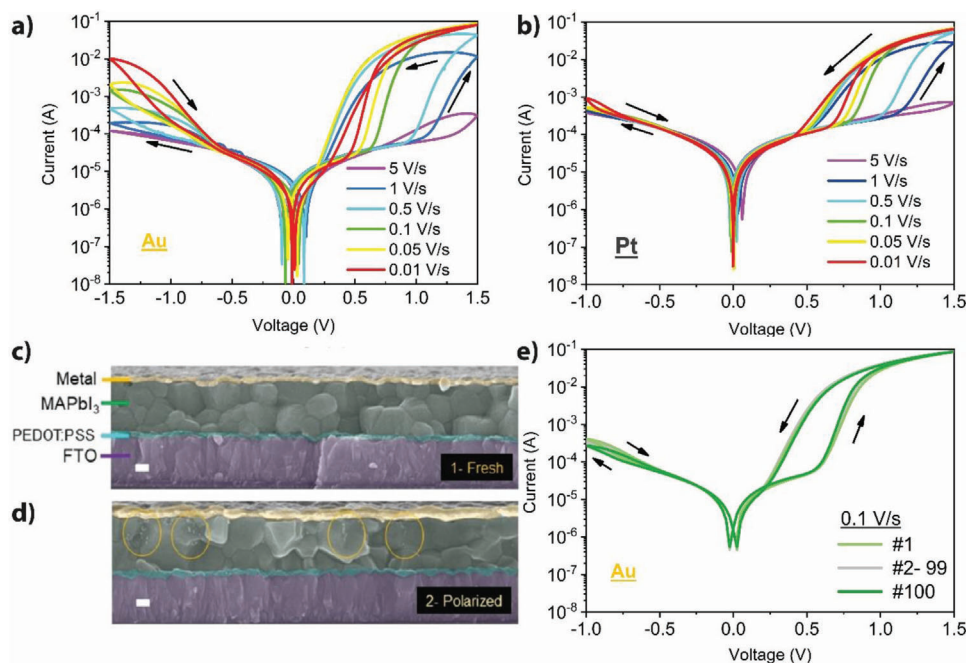 a)
10⁻¹
10⁻²
10⁻³
10⁻⁴
10⁻⁵
10⁻⁶
10⁻⁷
10⁻⁸
Current (A)
5 V/s
1 V/s
0.5 V/s
0.1 V/s
0.05 V/s
0.01 V/s
Au
-1.5 -1.0 -0.5 0.0 0.5 1.0 1.5
Voltage (V)
b)
10⁻¹
10⁻²
10⁻³
10⁻⁴
10⁻⁵
10⁻⁶
10⁻⁷
10⁻⁸
Current (A)
5 V/s
1 V/s
0.5 V/s
0.1 V/s
0.05 V/s
0.01 V/s
Pt
-1.0 -0.5 0.0 0.5 1.0 1.5
Voltage (V)
c)
Metal
MAPbI₃
PEDOT:PSS
FTO
1- Fresh
d)
2- Polarized
e)
10⁻¹
10⁻²
10⁻³
10⁻⁴
10⁻⁵
10⁻⁶
10⁻⁷
10⁻⁸
Current (A)
0.1 V/s
#1
#2- 99
#100
Au
-1.0 -0.5 0.0 0.5 1.0 1.5
Voltage (V)